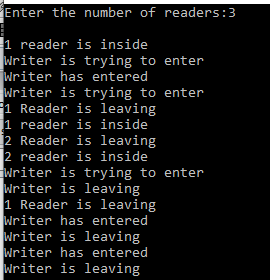 Enter the number of readers:3
1 reader is inside
Writer is trying to enter
Writer has entered
Writer is trying to enter
1 Reader is leaving
1 reader is inside
2 Reader is leaving
2 reader is inside
Writer is trying to enter
Writer is leaving
1 Reader is leaving
Writer has entered
Writer is leaving
Writer has entered
Writer is leaving